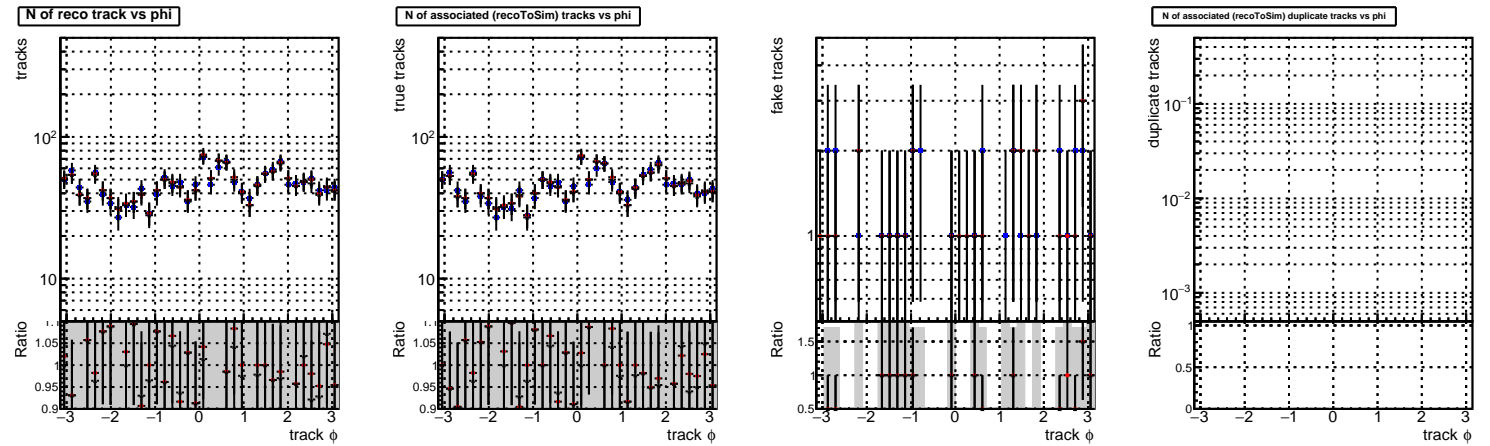 N of reco track vs phi
tracks
10²
10
Ratio
1.05
1
0.95
0.9
−3 −2 −1 0 1 2 3
track ϕ
N of associated (recoToSim) tracks vs phi
true tracks
10²
10
Ratio
1.05
1
0.95
0.9
−3 −2 −1 0 1 2 3
track ϕ
fake tracks
1
Ratio
1.5
1
0.5
−3 −2 −1 0 1 2 3
track ϕ
N of associated (recoToSim) duplicate tracks vs phi
duplicate tracks
10⁻¹
10⁻²
10⁻³
Ratio
1
0.5
0
−3 −2 −1 0 1 2 3
track ϕ